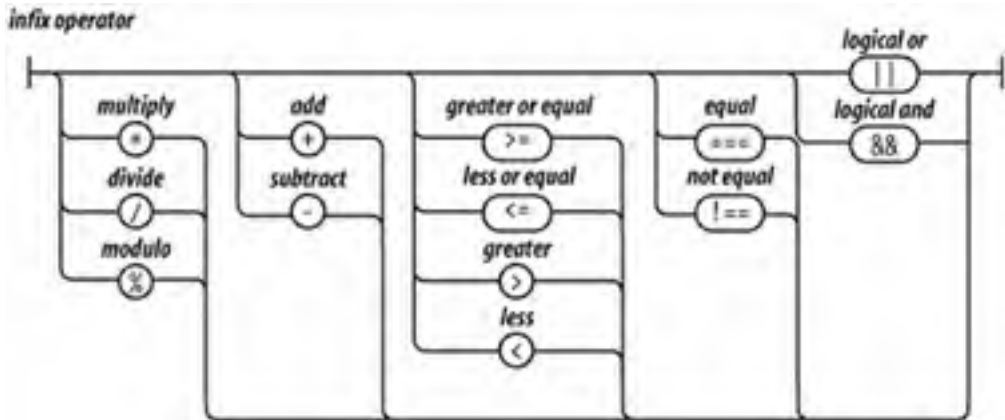 infix operator
logical or
||
multiply add greater or equal equal logical and
* + >= === &&
divide subtract less or equal not equal
/ - <= !==
modulo greater
% >
less
<